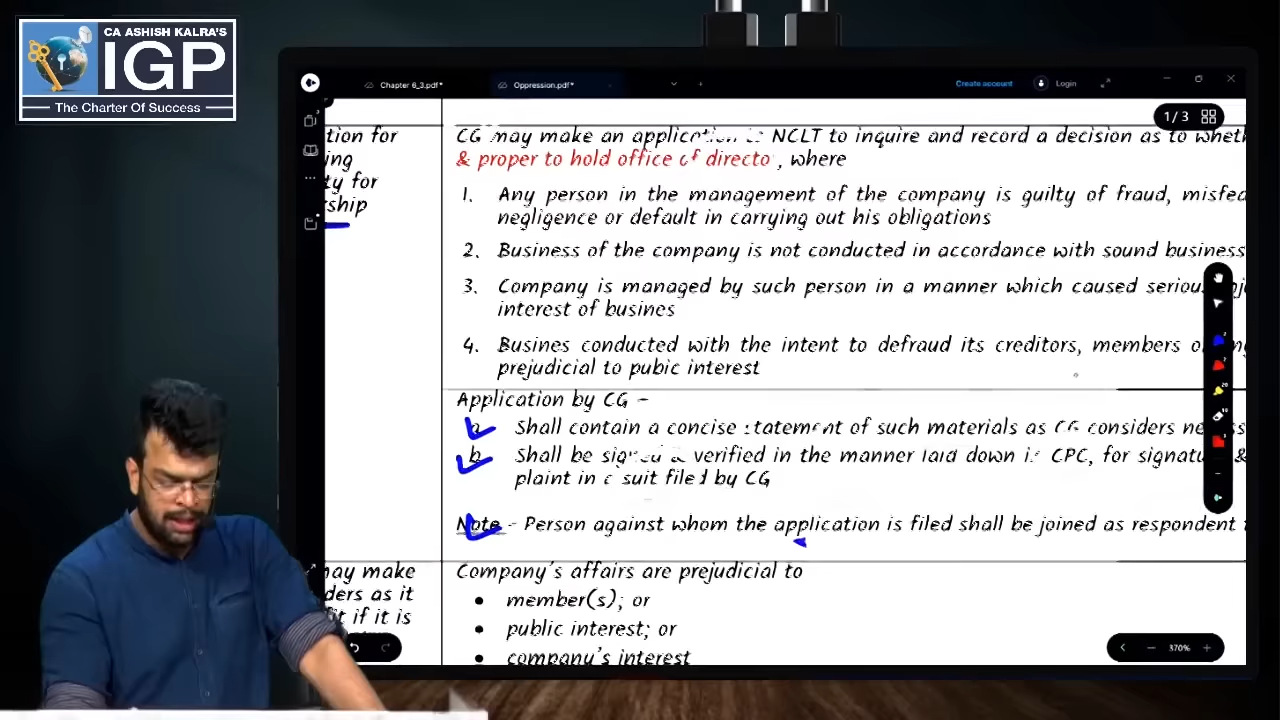 CA ASHISH KALRA'S
IGP
The Charter Of Success
Chapter 6_3.pdf*
Oppression.pdf*
Create account
Login
1/3
tion for
ing
ty for
ship
CG may make an application NCLT to inquire and record a decision as to wheth
& proper to hold office of directo , where
1. Any person in the management of the company is guilty of fraud, misfea
negligence or default in carrying out his obligations
2. Business of the company is not conducted in accordance with sound business
3. Company is managed by such person in a manner which caused seriou
interest of busines
4. Busines conducted with the intent to defraud its creditors, members o
prejudicial to pubic interest
Application by CG -
Shall contain a concise statement of such materials as CG considers ne
b Shall be signed & verified in the manner laid down i CPC, for signatu &
plaint in a suit filed by CG
Note - Person against whom the application is filed shall be joined as respondent t
may make
ders as it
it if it is
Company's affairs are prejudicial to
• member(s); or
• public interest; or
• company's interest
370%